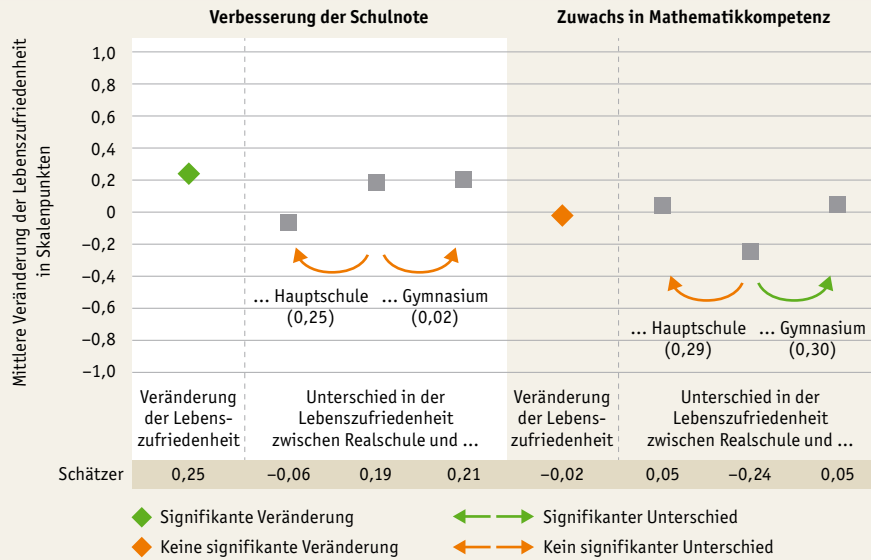 Verbesserung der Schulnote
Zuwachs in Mathematikkompetenz
Mittlere Veränderung der Lebenszufriedenheit
in Skalenpunkten
1,0
0,8
0,6
0,4
0,2
0
−0,2
−0,4
−0,6
−0,8
−1,0
... Hauptschule
(0,25)
... Gymnasium
(0,02)
... Hauptschule
(0,29)
... Gymnasium
(0,30)
Veränderung
der Lebens-
zufriedenheit
Unterschied in der
Lebenszufriedenheit
zwischen Realschule und ...
Veränderung
der Lebens-
zufriedenheit
Unterschied in der
Lebenszufriedenheit
zwischen Realschule und ...
Schätzer 0,25 −0,06 0,19 0,21 −0,02 0,05 −0,24 0,05
Signifikante Veränderung
Signifikanter Unterschied
Keine signifikante Veränderung
Kein signifikanter Unterschied